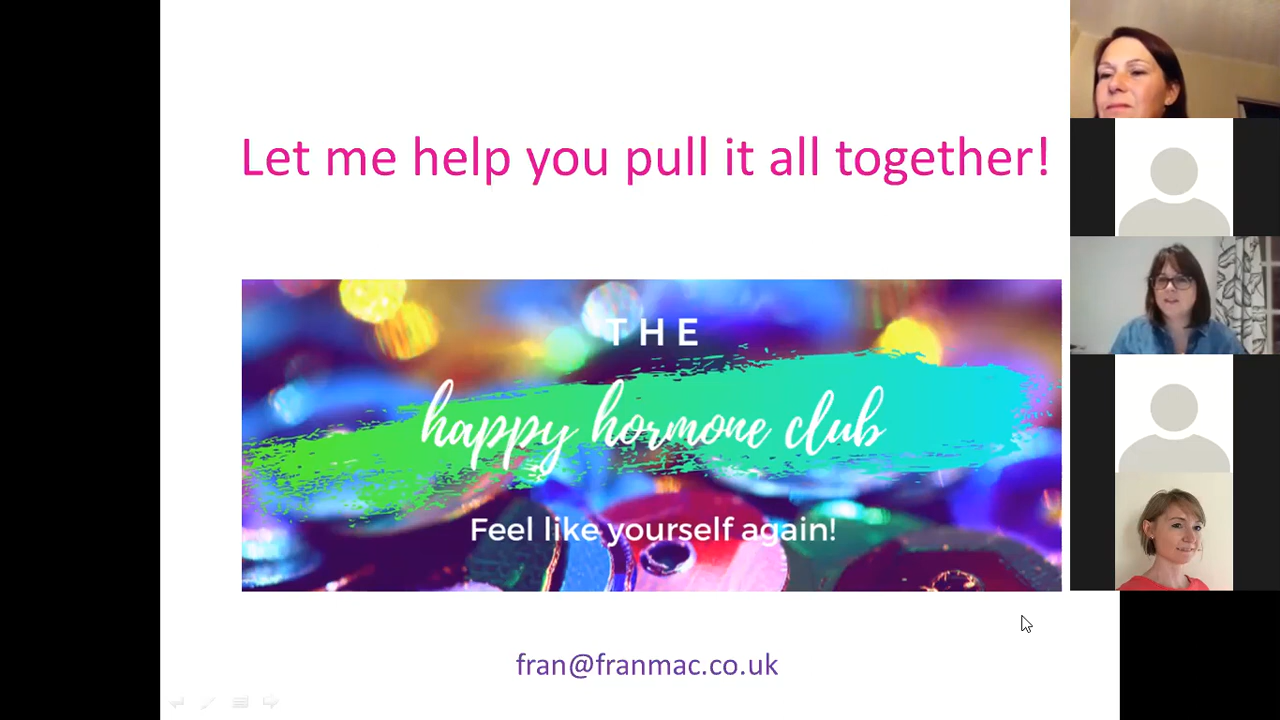 Let me help you pull it all together!
THE
happy hormone club
Feel like yourself again!
fran@franmac.co.uk